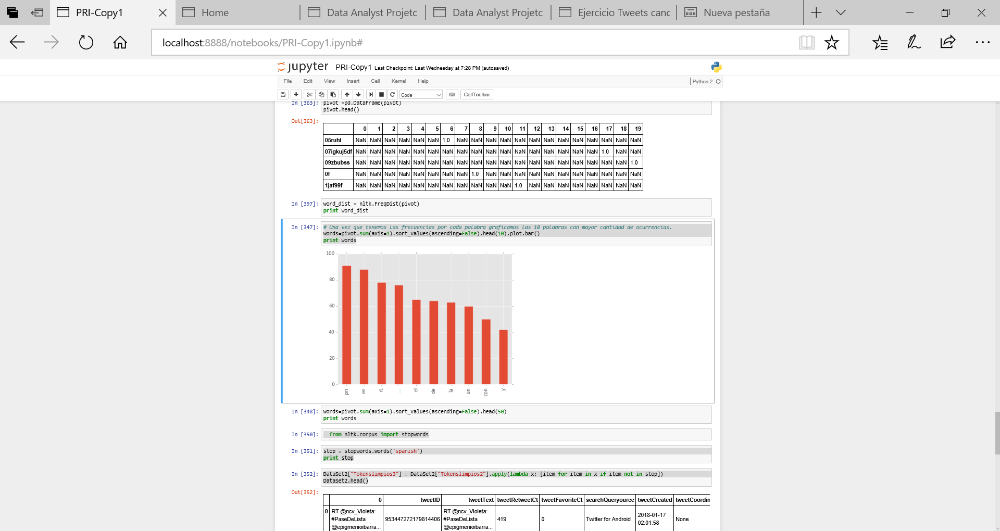 PRI-Copy1
Home
Data Analyst Projetc
Data Analyst Projetc
Ejercicio Tweets canc
Nueva pestaña
localhost:8888/notebooks/PRI-Copy1.ipynb#
jupyter PRI-Copy1 Last Checkpoint: Last Wednesday at 7:28 PM (autosaved)
File Edit View Insert Cell Kernel Help Python 2
Code CellToolbar
In [363]: pivot =pd.DataFrame(pivot)
pivot.head()
Out[363]:
0 1 2 3 4 5 6 7 8 9 10 11 12 13 14 15 16 17 18 19
05ruhl NaN NaN NaN NaN NaN NaN 1.0 NaN NaN NaN NaN NaN NaN NaN NaN NaN NaN NaN NaN NaN
07igkuj5df NaN NaN NaN NaN NaN NaN NaN NaN NaN NaN NaN NaN NaN NaN NaN NaN NaN 1.0 NaN NaN
09zbubss NaN NaN NaN NaN NaN NaN NaN NaN NaN NaN NaN NaN NaN NaN NaN NaN NaN NaN NaN 1.0
0f NaN NaN NaN NaN NaN NaN NaN NaN 1.0 NaN NaN NaN NaN NaN NaN NaN NaN NaN NaN NaN
1jaf99f NaN NaN NaN NaN NaN NaN NaN NaN NaN NaN NaN 1.0 NaN NaN NaN NaN NaN NaN NaN NaN
In [397]: word_dist = nltk.FreqDist(pivot)
print word_dist
In [347]: # Una vez que tenemos las frecuencias por cada palabra graficamos las 10 palabras con mayor cantidad de ocurrencias.
words=pivot.sum(axis=1).sort_values(ascending=False).head(10).plot.bar()
print words
100
80
60
40
20
0
pri en rt ... el de la un con y
In [348]: words=pivot.sum(axis=1).sort_values(ascending=False).head(50)
print words
In [350]: from nltk.corpus import stopwords
In [351]: stop = stopwords.words('spanish')
print stop
In [352]: DataSet2["Tokenslimpios3"] = DataSet2["Tokenslimpios2"].apply(lambda x: [item for item in x if item not in stop])
DataSet2.head()
Out[352]:
0 tweetID tweetText tweetRetweetCt tweetFavoriteCt searchQueryource tweetCreated tweetCoordin
0 RT @ncv_Violeta: #PaseDeLista @epigmenioibarra... 953447272179814406 RT @ncv_Violeta: #PaseDeLista @epigmenioibarra... 419 0 Twitter for Android 2018-01-17 02:01:58 None